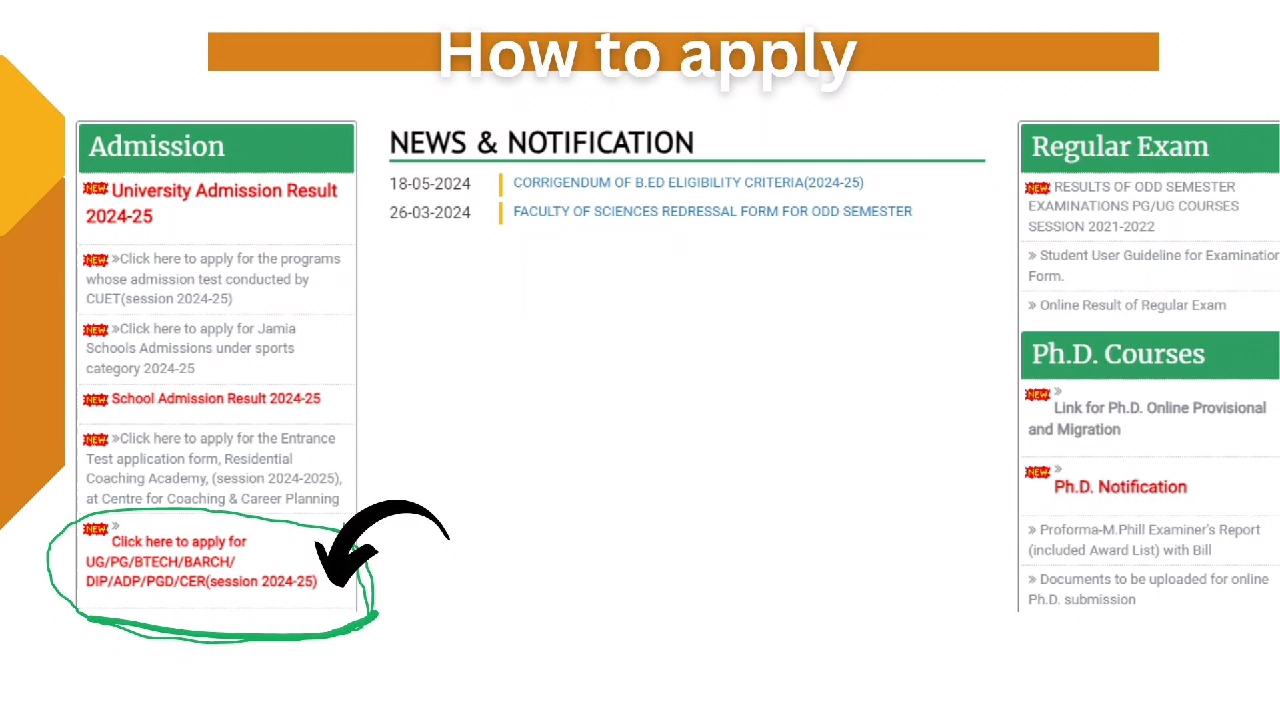 How to apply
Admission
NEW University Admission Result
2024-25
NEW »Click here to apply for the programs
whose admission test conducted by
CUET(session 2024-25)
NEW »Click here to apply for Jamia
Schools Admissions under sports
category 2024-25
NEW School Admission Result 2024-25
NEW »Click here to apply for the Entrance
Test application form, Residential
Coaching Academy, (session 2024-2025),
at Centre for Coaching & Career Planning
NEW »
Click here to apply for
UG/PG/BTECH/BARCH/
DIP/ADP/PGD/CER(session 2024-25)
NEWS & NOTIFICATION
18-05-2024 CORRIGENDUM OF B.ED ELIGIBILITY CRITERIA(2024-25)
26-03-2024 FACULTY OF SCIENCES REDRESSAL FORM FOR ODD SEMESTER
Regular Exam
NEW RESULTS OF ODD SEMESTER
EXAMINATIONS PG/UG COURSES
SESSION 2021-2022
» Student User Guideline for Examination
Form.
» Online Result of Regular Exam
Ph.D. Courses
NEW »
Link for Ph.D. Online Provisional
and Migration
NEW »
Ph.D. Notification
» Proforma-M.Phill Examiner's Report
(included Award List) with Bill
» Documents to be uploaded for online
Ph.D. submission